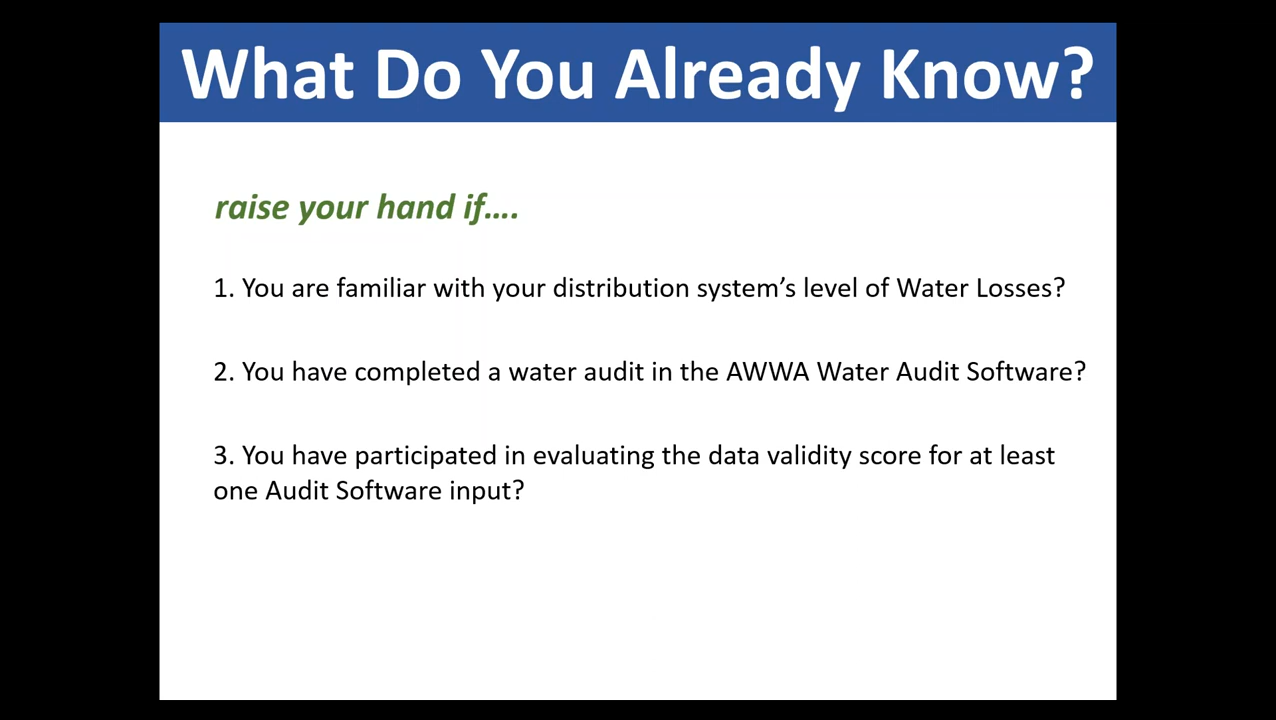 What Do You Already Know?
raise your hand if....
1. You are familiar with your distribution system’s level of Water Losses?
2. You have completed a water audit in the AWWA Water Audit Software?
3. You have participated in evaluating the data validity score for at least
one Audit Software input?